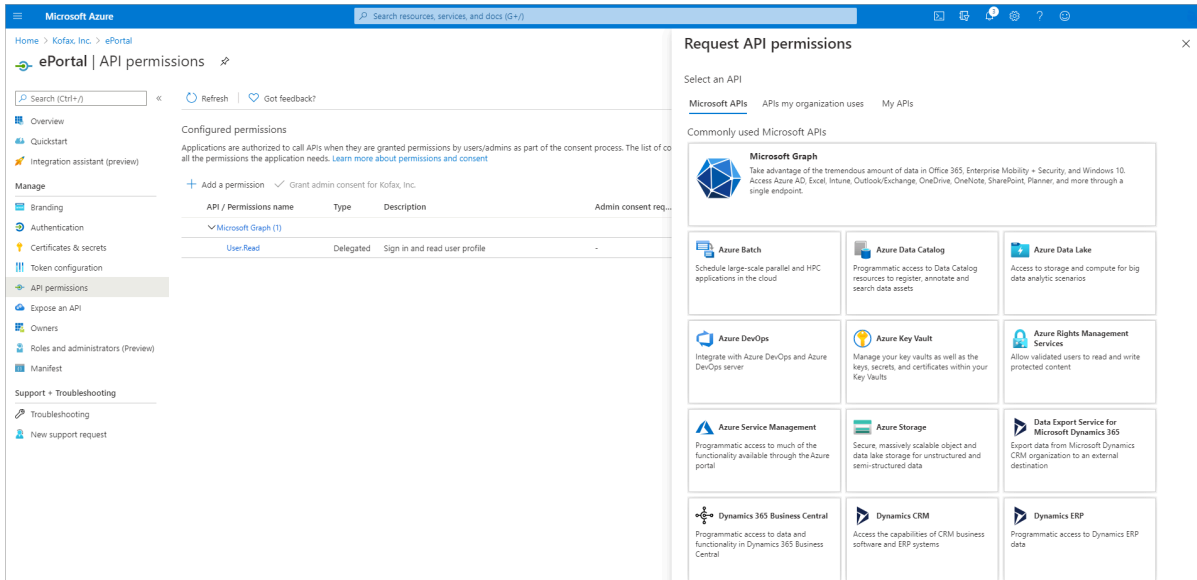 Microsoft Azure
Search resources, services, and docs (G+/)
Home > Kofax, Inc. > ePortal
ePortal | API permissions
Search (Ctrl+/)
«
Overview
Quickstart
Integration assistant (preview)
Manage
Branding
Authentication
Certificates & secrets
Token configuration
API permissions
Expose an API
Owners
Roles and administrators (Preview)
Manifest
Support + Troubleshooting
Troubleshooting
New support request
Refresh
Got feedback?
Configured permissions
Applications are authorized to call APIs when they are granted permissions by users/admins as part of the consent process. The list of co
all the permissions the application needs. Learn more about permissions and consent
Add a permission
Grant admin consent for Kofax, Inc.
API / Permissions name Type Description Admin consent req...
Microsoft Graph (1)
User.Read Delegated Sign in and read user profile -
Request API permissions
Select an API
Microsoft APIs APIs my organization uses My APIs
Commonly used Microsoft APIs
Microsoft Graph
Take advantage of the tremendous amount of data in Office 365, Enterprise Mobility + Security, and Windows 10.
Access Azure AD, Excel, Intune, Outlook/Exchange, OneDrive, OneNote, SharePoint, Planner, and more through a
single endpoint.
Azure Batch
Schedule large-scale parallel and HPC
applications in the cloud
Azure Data Catalog
Programmatic access to Data Catalog
resources to register, annotate and
search data assets
Azure Data Lake
Access to storage and compute for big
data analytic scenarios
Azure DevOps
Integrate with Azure DevOps and Azure
DevOps server
Azure Key Vault
Manage your key vaults as well as the
keys, secrets, and certificates within your
Key Vaults
Azure Rights Management
Services
Allow validated users to read and write
protected content
Azure Service Management
Programmatic access to much of the
functionality available through the Azure
portal
Azure Storage
Secure, massively scalable object and
data lake storage for unstructured and
semi-structured data
Data Export Service for
Microsoft Dynamics 365
Export data from Microsoft Dynamics
CRM organization to an external
destination
Dynamics 365 Business Central
Programmatic access to data and
functionality in Dynamics 365 Business
Central
Dynamics CRM
Access the capabilities of CRM business
software and ERP systems
Dynamics ERP
Programmatic access to Dynamics ERP
data